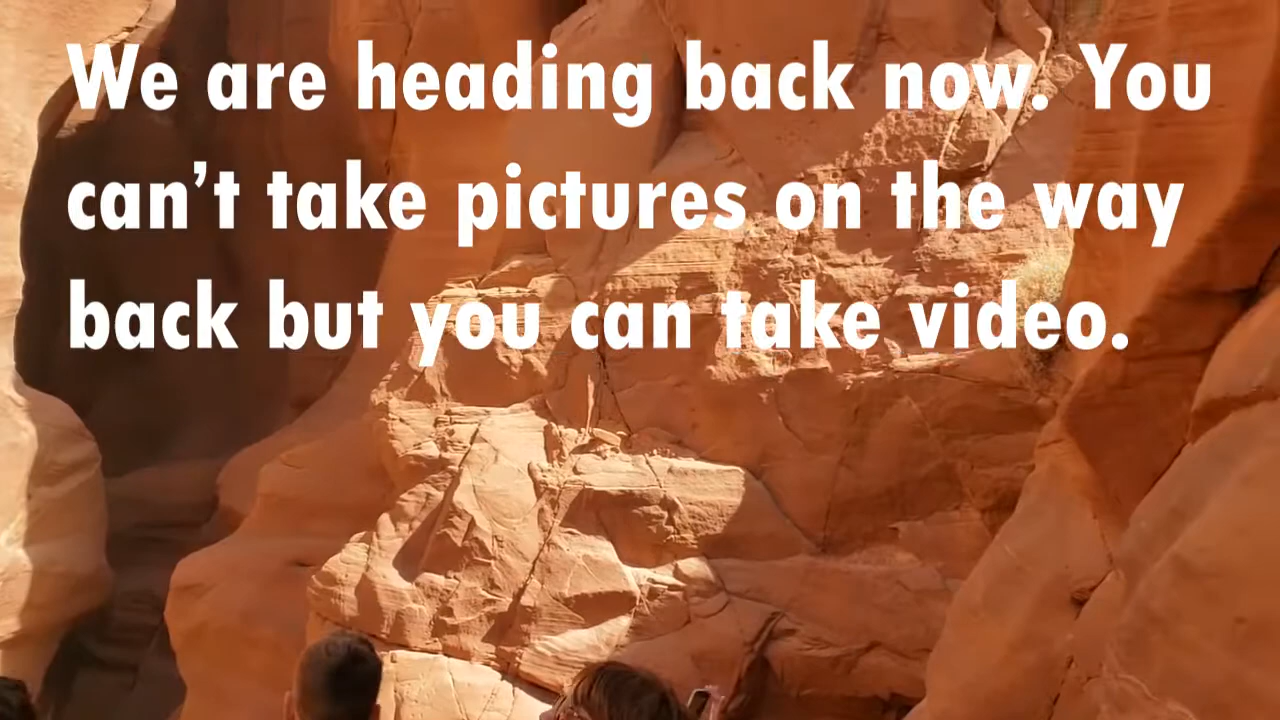 We are heading back now. You
can’t take pictures on the way
back but you can take video.